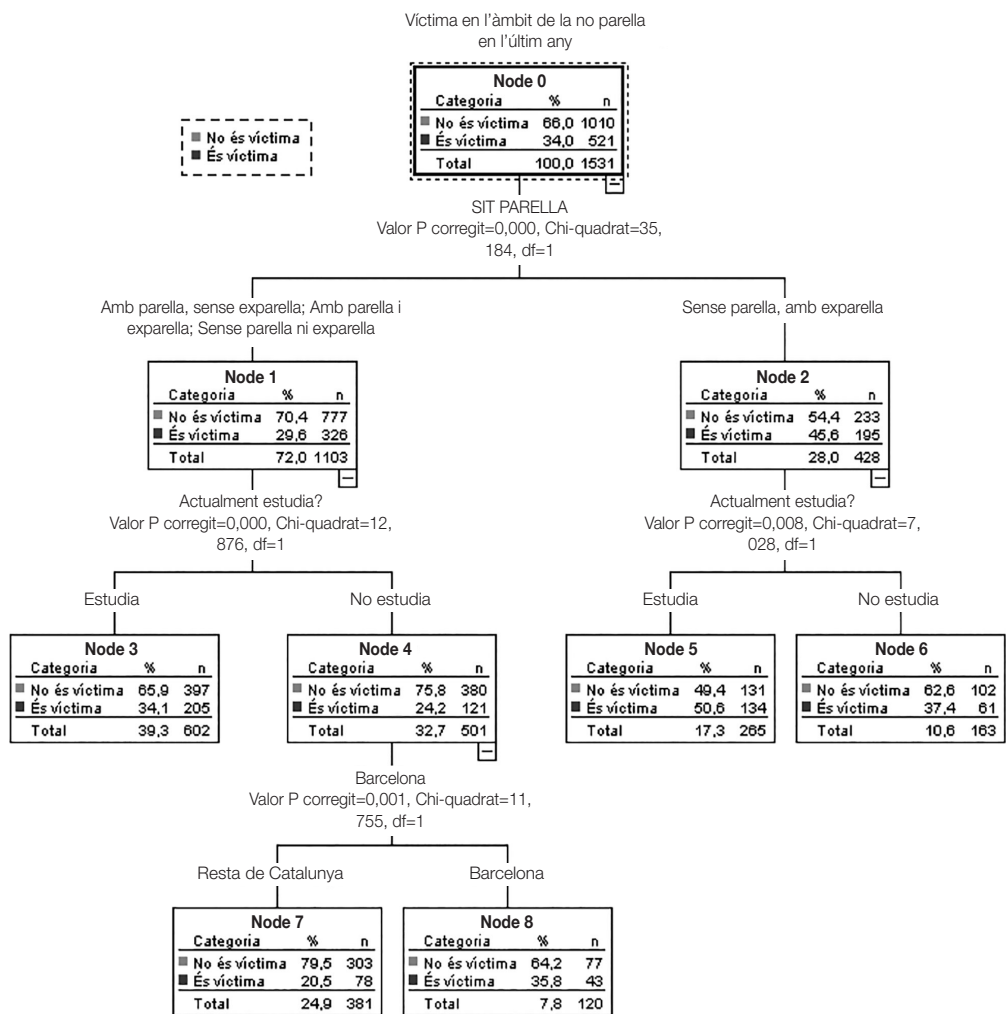 Víctima en l'àmbit de la no parella
en l'últim any
Node 0
Categoria % n
No és víctima 66,0 1010
És víctima 34,0 521
Total 100,0 1531
No és víctima
És víctima
SIT PARELLA
Valor P corregit=0,000, Chi-quadrat=35,
184, df=1
Amb parella, sense exparella; Amb parella i
exparella; Sense parella ni exparella
Sense parella, amb exparella
Node 1
Categoria % n
No és víctima 70,4 777
És víctima 29,6 326
Total 72,0 1103
Node 2
Categoria % n
No és víctima 54,4 233
És víctima 45,6 195
Total 28,0 428
Actualment estudia?
Valor P corregit=0,000, Chi-quadrat=12,
876, df=1
Actualment estudia?
Valor P corregit=0,008, Chi-quadrat=7,
028, df=1
Estudia
No estudia
Estudia
No estudia
Node 3
Categoria % n
No és víctima 65,9 397
És víctima 34,1 205
Total 39,3 602
Node 4
Categoria % n
No és víctima 75,8 380
És víctima 24,2 121
Total 32,7 501
Node 5
Categoria % n
No és víctima 49,4 131
És víctima 50,6 134
Total 17,3 265
Node 6
Categoria % n
No és víctima 62,6 102
És víctima 37,4 61
Total 10,6 163
Barcelona
Valor P corregit=0,001, Chi-quadrat=11,
755, df=1
Resta de Catalunya
Barcelona
Node 7
Categoria % n
No és víctima 79,5 303
És víctima 20,5 78
Total 24,9 381
Node 8
Categoria % n
No és víctima 64,2 77
És víctima 35,8 43
Total 7,8 120